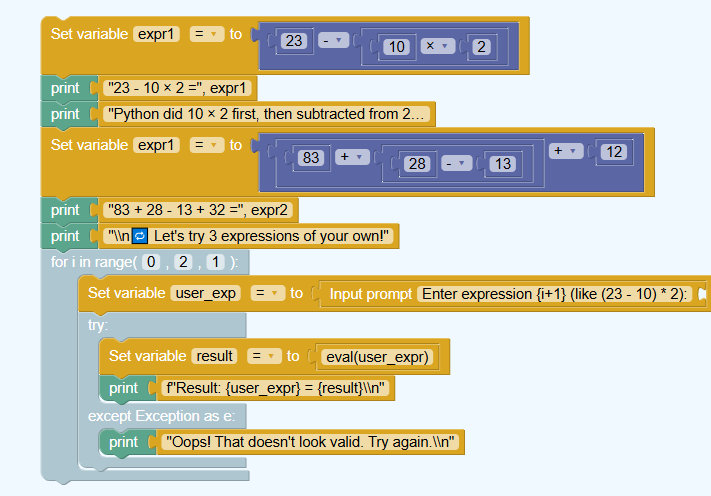 Set variable expr1 = to 23 - 10 × 2
print "23 - 10 × 2 =", expr1
print "Python did 10 × 2 first, then subtracted from 2...
Set variable expr1 = to 83 + 28 - 13 + 12
print "83 + 28 - 13 + 32 =", expr2
print "\\n🔁 Let's try 3 expressions of your own!"
for i in range( 0 , 2 , 1 ):
Set variable user_exp = to Input prompt Enter expression {i+1} (like (23 - 10) * 2):
try:
Set variable result = to eval(user_expr)
print f"Result: {user_expr} = {result}\\n"
except Exception as e:
print "Oops! That doesn't look valid. Try again.\\n"